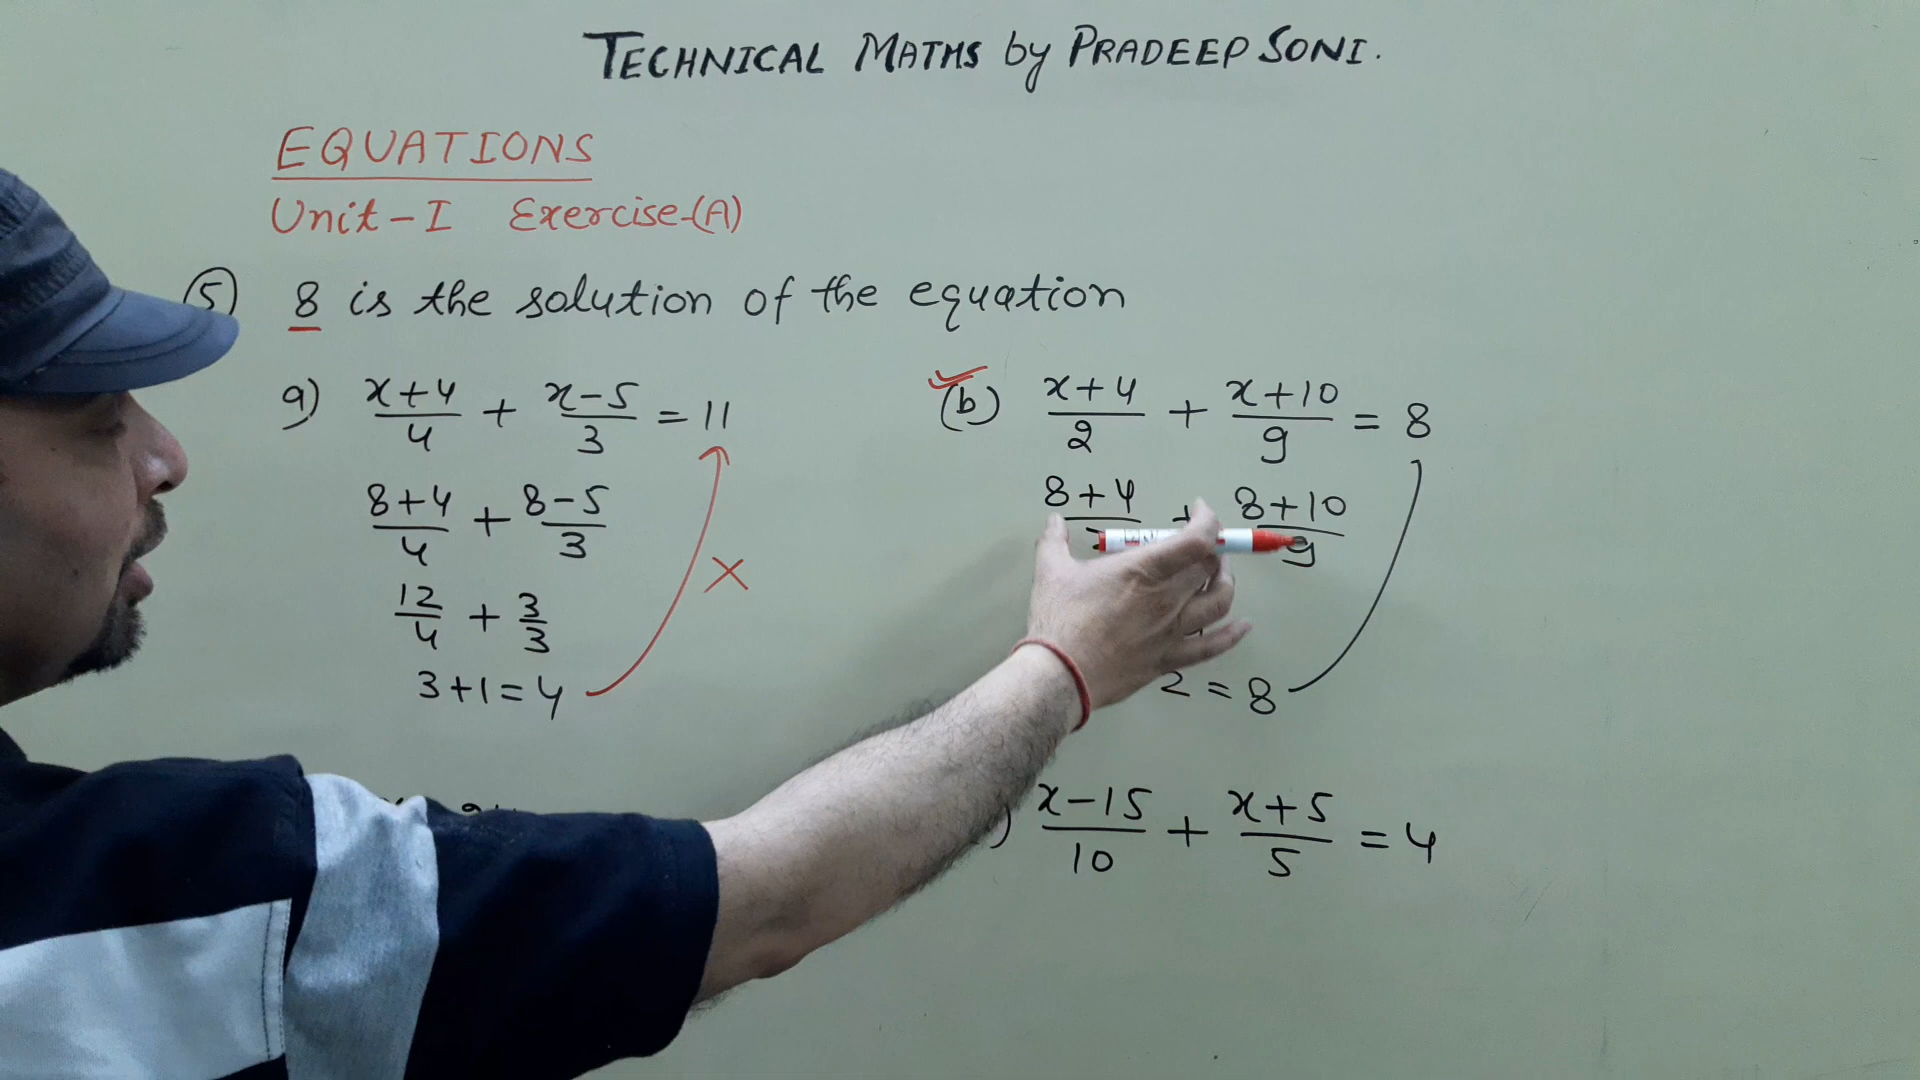 TECHNICAL MATHS by PRADEEP SONI.
EQUATIONS
Unit-I Exercise-(A)
(5) 8 is the solution of the equation
a) (x+4)/4 + (x-5)/3 = 11
(8+4)/4 + (8-5)/3
12/4 + 3/3
3+1=4
×
(b) (x+4)/2 + (x+10)/9 = 8
8+4 + (8+10)/9
2 = 8
) (x-15)/10 + (x+5)/5 = 4